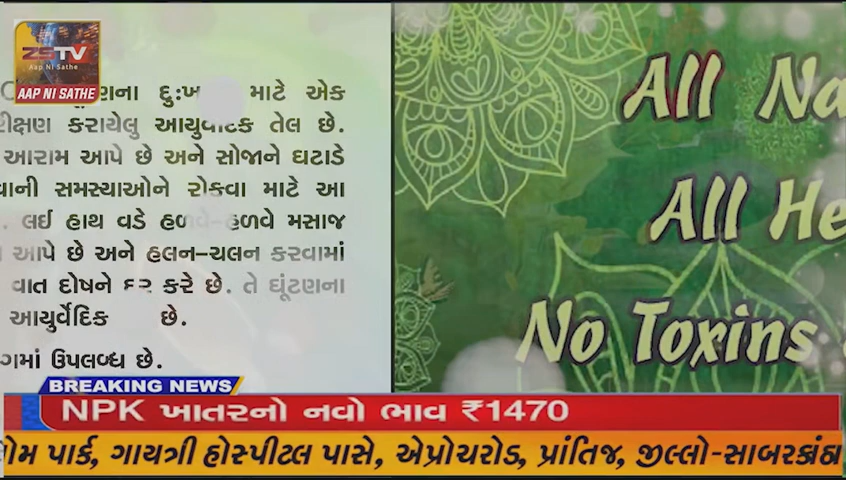 ZSTV
Aap Ni Sathe
AAP NI SATHE
દુઃખ માટે એક
કરાયેલુ આયુર્વેદિક તેલ છે.
આરામ આપે છે અને સોજાને ઘટાડે
સમસ્યાઓને રોકવા માટે આ
લઈ હાથ વડે હળવે-હળવે મસાજ
આપે છે અને હલન-ચલન કરવામાં
વાત દોષને દૂર કરે છે. તે ઘૂંટણના
આયુર્વેદિક છે.
ઉપલબ્ધ છે.
All Na
All He
No Toxins
BREAKING NEWS
NPK ખાતરનો નવો ભાવ ₹1470
પાર્ક, ગાયત્રી હોસ્પીટલ પાસે, એપ્રોચરોડ, પ્રાંતિજ, જીલ્લો-સાબરકાંઠા